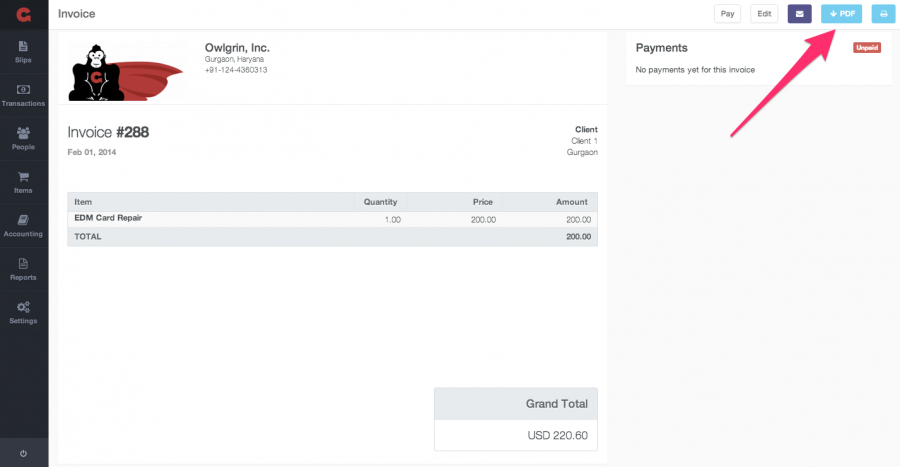 Invoice
Pay
Edit
PDF
G
Slips
Transactions
People
Items
Accounting
Reports
Settings
G
Owlgrin, Inc.
Gurgaon, Haryana
+91-124-4360313
Invoice #288
Feb 01, 2014
Client
Client 1
Gurgaon
Item Quantity Price Amount
EDM Card Repair 1.00 200.00 200.00
TOTAL 200.00
Grand Total
USD 220.60
Payments Unpaid
No payments yet for this invoice